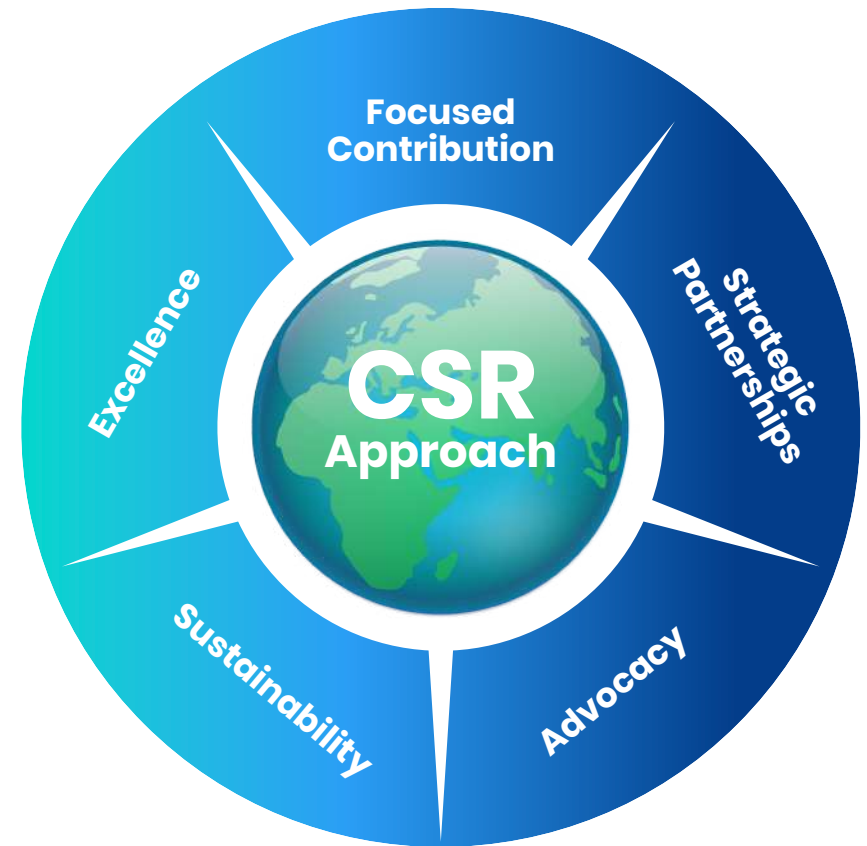 Focused
Contribution
Strategic
Partnerships
Advocacy
Sustainability
Excellence
CSR
Approach